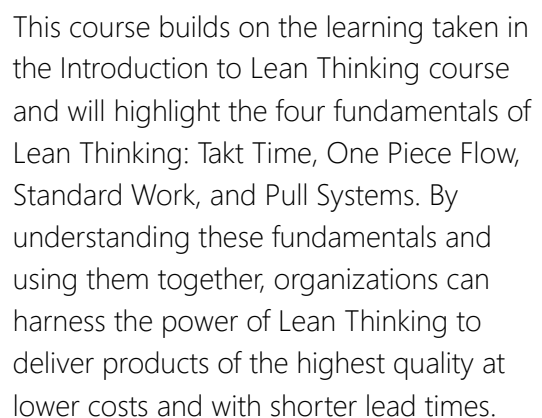 This course builds on the learning taken in
the Introduction to Lean Thinking course
and will highlight the four fundamentals of
Lean Thinking: Takt Time, One Piece Flow,
Standard Work, and Pull Systems. By
understanding these fundamentals and
using them together, organizations can
harness the power of Lean Thinking to
deliver products of the highest quality at
lower costs and with shorter lead times.